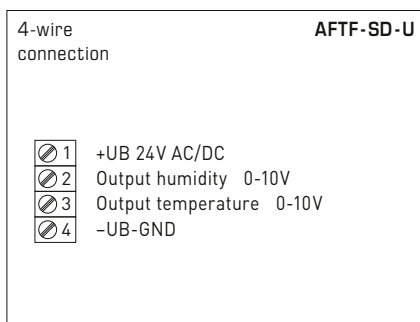 4-wire AFTF-SD-U
connection
1 +UB 24V AC/DC
2 Output humidity 0-10V
3 Output temperature 0-10V
4 –UB-GND